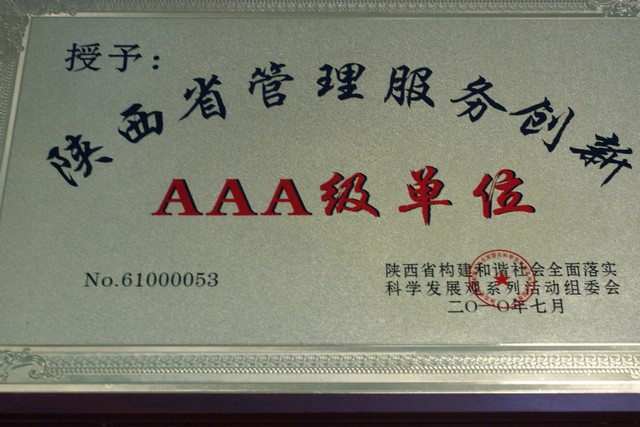 授予：
陕西省管理服务创新
AAA级单位
No.61000053
陕西省构建和谐社会全面落实
科学发展观系列活动组委会
二〇一〇年七月